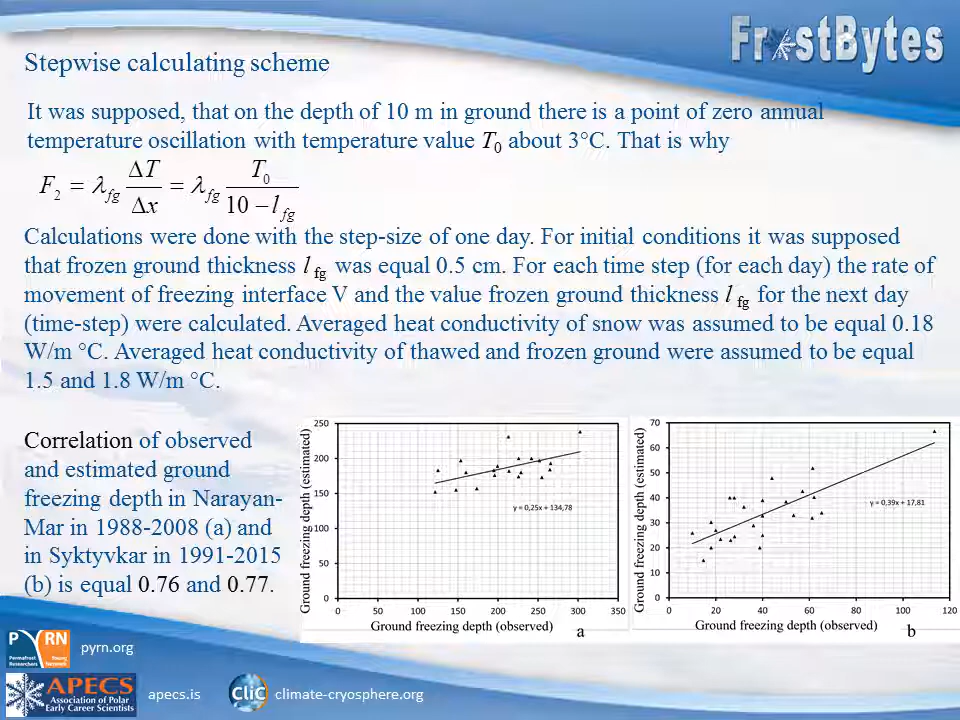 FrostBytes
Stepwise calculating scheme
It was supposed, that on the depth of 10 m in ground there is a point of zero annual
temperature oscillation with temperature value T0 about 3°C. That is why
F2 = λfg ΔT/Δx = λfg T0/(10 − lfg)
Calculations were done with the step-size of one day. For initial conditions it was supposed
that frozen ground thickness l fg was equal 0.5 cm. For each time step (for each day) the rate of
movement of freezing interface V and the value frozen ground thickness l fg for the next day
(time-step) were calculated. Averaged heat conductivity of snow was assumed to be equal 0.18
W/m °C. Averaged heat conductivity of thawed and frozen ground were assumed to be equal
1.5 and 1.8 W/m °C.
Correlation of observed
and estimated ground
freezing depth in Narayan-
Mar in 1988-2008 (a) and
in Syktyvkar in 1991-2015
(b) is equal 0.76 and 0.77.
Ground freezing depth (estimated)
250
200
150
100
50
0
y = 0,25x + 134,78
0 50 100 150 200 250 300 350
Ground freezing depth (observed)
a
Ground freezing depth (estimated)
70
60
50
40
30
20
10
0
y = 0,39x + 17,81
0 20 40 60 80 100 120
Ground freezing depth (observed)
b
PYRN
Permafrost Young
Researchers Network
pyrn.org
APECS
Association of Polar
Early Career Scientists
apecs.is
CliC
climate-cryosphere.org